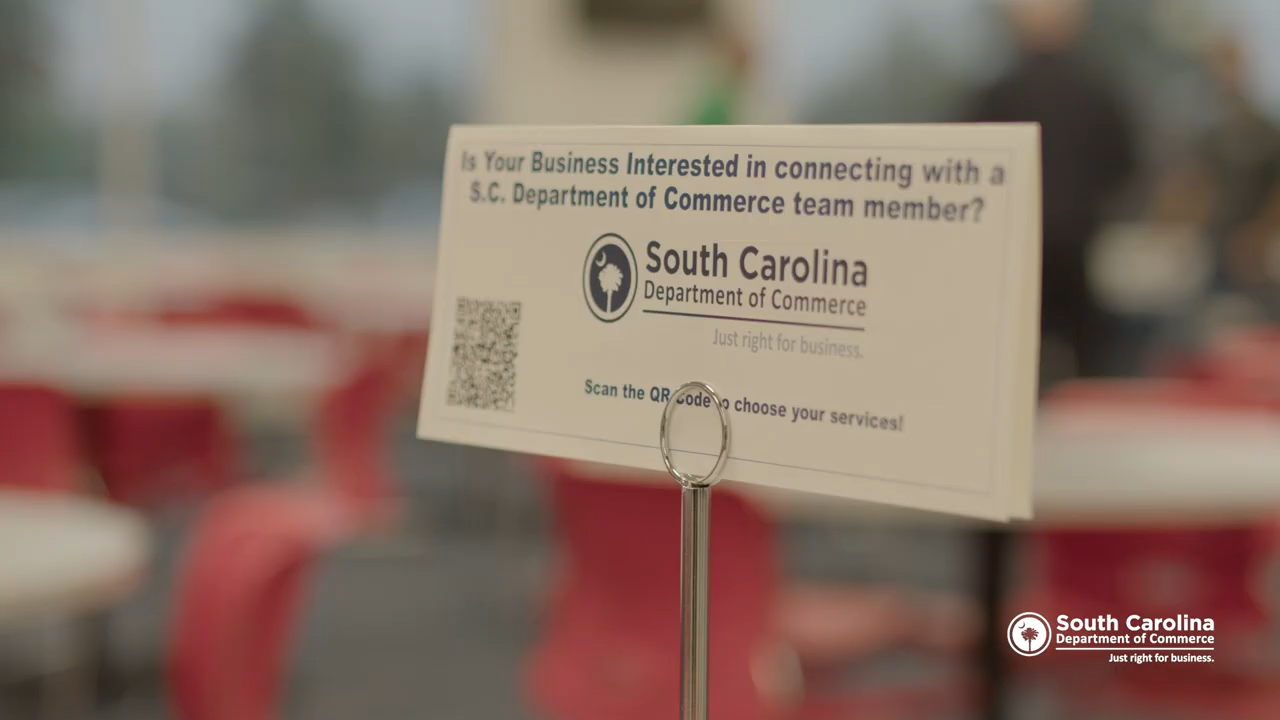 Is Your Business Interested in connecting with a
S.C. Department of Commerce team member?
South Carolina
Department of Commerce
Just right for business.
Scan the QR Code to choose your services!
South Carolina
Department of Commerce
Just right for business.